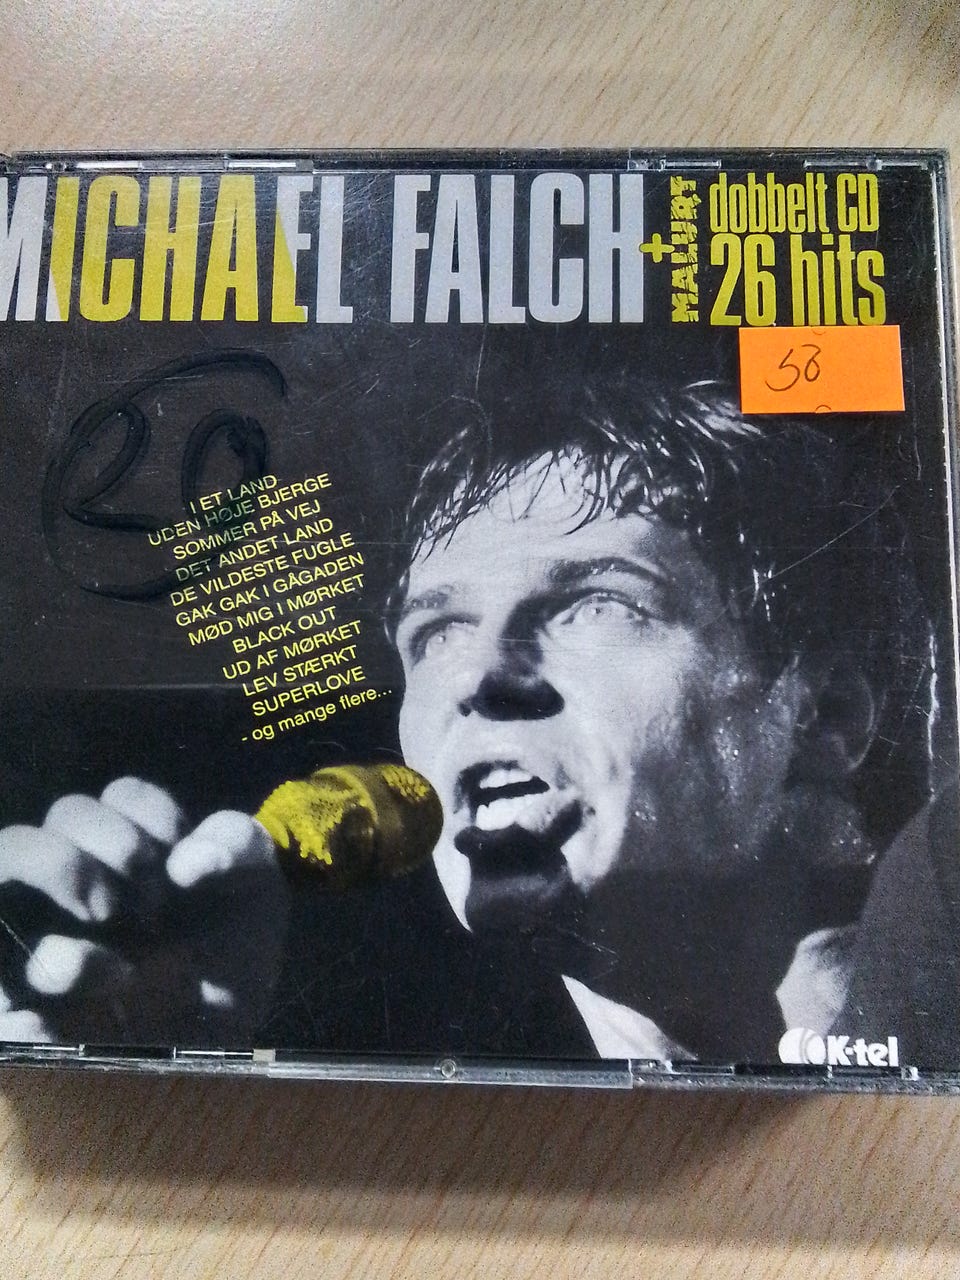 MICHAEL FALCH
+ MALURT
dobbelt CD
26 hits
50
I ET LAND
UDEN HØJE BJERGE
SOMMER PÅ VEJ
DET ANDET LAND
DE VILDESTE FUGLE
GAK GAK I GÅGADEN
MØD MIG I MØRKET
BLACK OUT
UD AF MØRKET
LEV STÆRKT
SUPERLOVE
- og mange flere...
K-tel